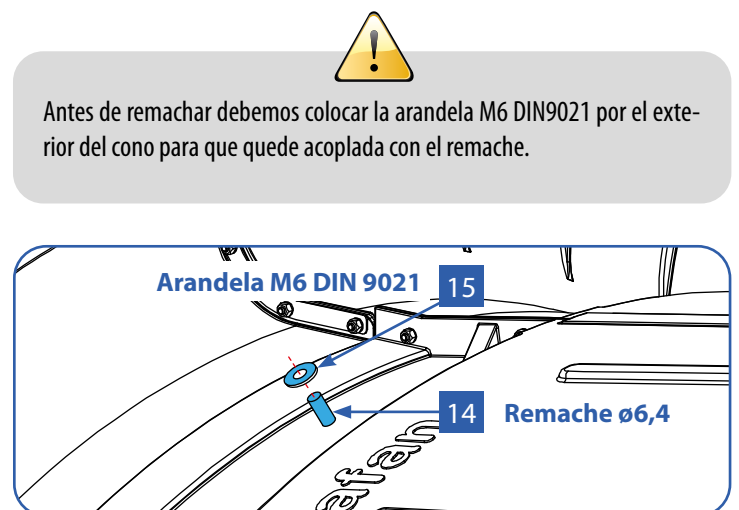 Antes de remachar debemos colocar la arandela M6 DIN9021 por el exte-
rior del cono para que quede acoplada con el remache.
Arandela M6 DIN 9021 15
14 Remache ø6,4
afan